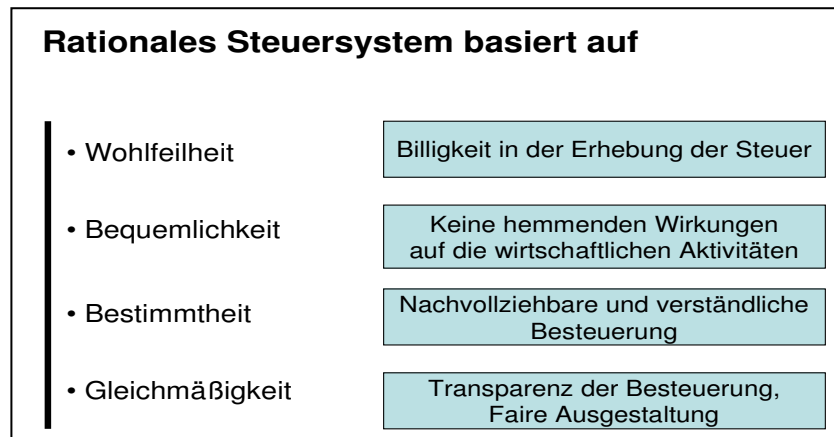 Rationales Steuersystem basiert auf
• Wohlfeilheit
Billigkeit in der Erhebung der Steuer
• Bequemlichkeit
Keine hemmenden Wirkungen
auf die wirtschaftlichen Aktivitäten
• Bestimmtheit
Nachvollziehbare und verständliche
Besteuerung
• Gleichmäßigkeit
Transparenz der Besteuerung,
Faire Ausgestaltung